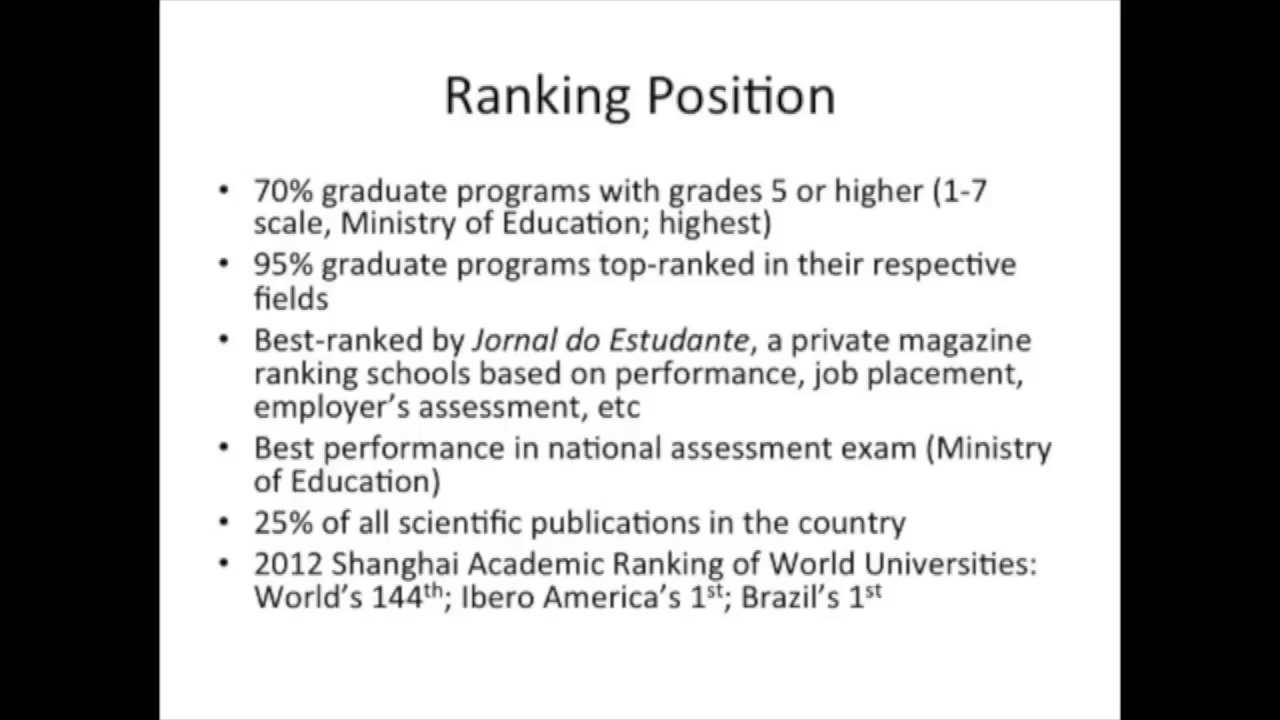 Ranking Position
• 70% graduate programs with grades 5 or higher (1-7
scale, Ministry of Education; highest)
• 95% graduate programs top-ranked in their respective
fields
• Best-ranked by Jornal do Estudante, a private magazine
ranking schools based on performance, job placement,
employer’s assessment, etc
• Best performance in national assessment exam (Ministry
of Education)
• 25% of all scientific publications in the country
• 2012 Shanghai Academic Ranking of World Universities:
World’s 144th; Ibero America’s 1st; Brazil’s 1st